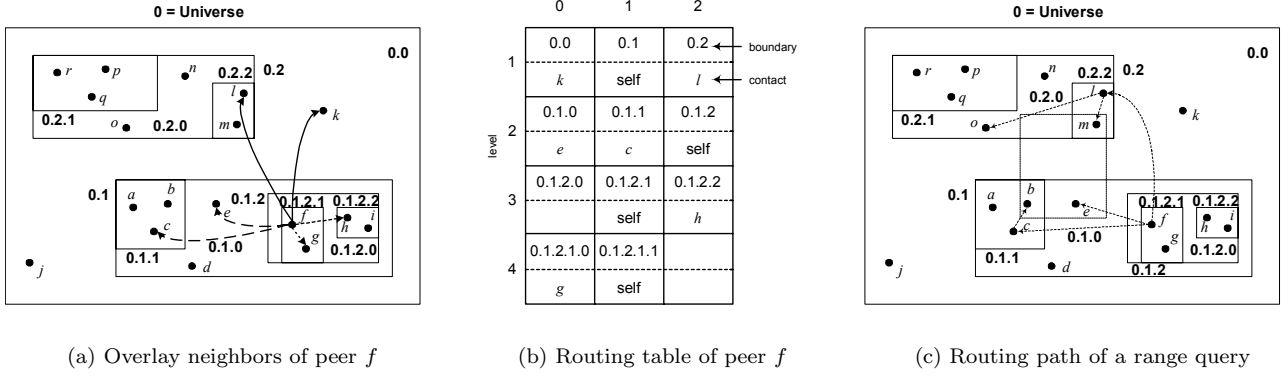 0 = Universe
0.0
r
p
n
q
l
m
o
k
0.2.2
0.2
0.2.1
0.2.0
0.1
a
b
c
e
0.1.2
0.1.2.1
0.1.2.2
f
i
h
g
0.1.0
0.1.2.0
0.1.1
d
j
(a) Overlay neighbors of peer f
0 1 2
level
1
0.0 0.1 0.2
boundary
k self l
contact
2
0.1.0 0.1.1 0.1.2
e c self
3
0.1.2.0 0.1.2.1 0.1.2.2
self h
4
0.1.2.1.0 0.1.2.1.1
g self
(b) Routing table of peer f
0 = Universe
0.0
r
p
n
q
0.2.2
0.2
l
0.2.0
k
m
o
0.2.1
0.1
a
b
c
e
0.1.2.1
0.1.2.2
f
i
h
g
0.1.0
0.1.2.0
0.1.1
d
0.1.2
j
(c) Routing path of a range query